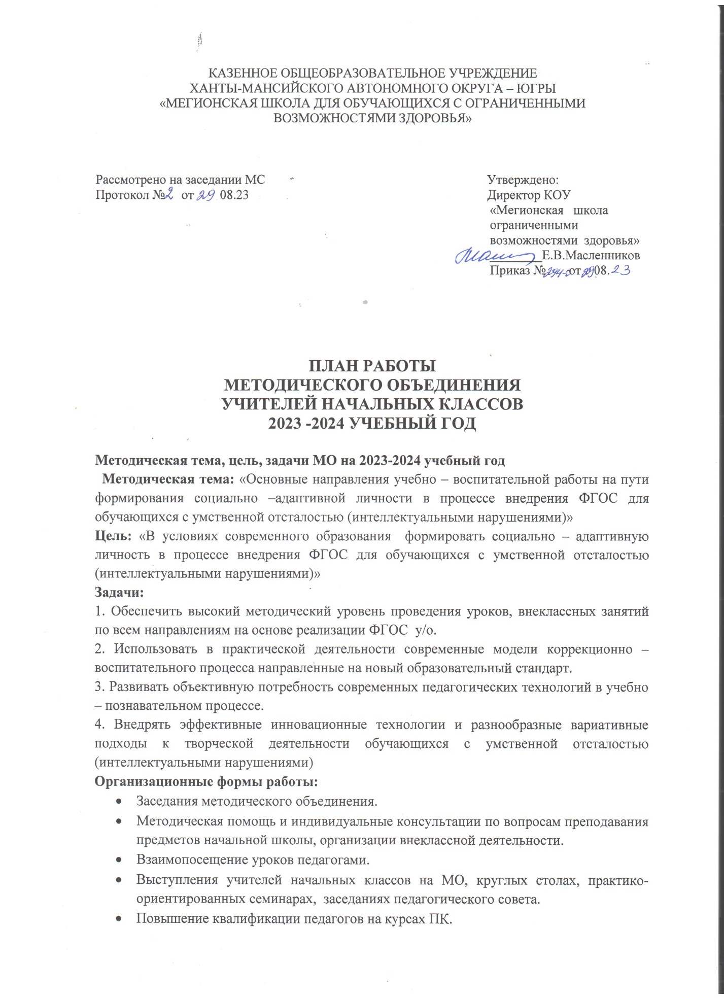 КАЗЕННОЕ ОБЩЕОБРАЗОВАТЕЛЬНОЕ УЧРЕЖДЕНИЕ
ХАНТЫ-МАНСИЙСКОГО АВТОНОМНОГО ОКРУГА – ЮГРЫ
«МЕГИОНСКАЯ ШКОЛА ДЛЯ ОБУЧАЮЩИХСЯ С ОГРАНИЧЕННЫМИ
ВОЗМОЖНОСТЯМИ ЗДОРОВЬЯ»
Рассмотрено на заседании МС
Протокол №2 от 29 08.23
Утверждено:
Директор КОУ
«Мегионская школа
ограниченными
возможностями здоровья»
Е.В.Масленников
Приказ № от 29 08. 23
ПЛАН РАБОТЫ
МЕТОДИЧЕСКОГО ОБЪЕДИНЕНИЯ
УЧИТЕЛЕЙ НАЧАЛЬНЫХ КЛАССОВ
2023 -2024 УЧЕБНЫЙ ГОД
Методическая тема, цель, задачи МО на 2023-2024 учебный год
Методическая тема: «Основные направления учебно – воспитательной работы на пути
формирования социально –адаптивной личности в процессе внедрения ФГОС для
обучающихся с умственной отсталостью (интеллектуальными нарушениями)»
Цель: «В условиях современного образования формировать социально – адаптивную
личность в процессе внедрения ФГОС для обучающихся с умственной отсталостью
(интеллектуальными нарушениями)»
Задачи:
1. Обеспечить высокий методический уровень проведения уроков, внеклассных занятий
по всем направлениям на основе реализации ФГОС у/о.
2. Использовать в практической деятельности современные модели коррекционно –
воспитательного процесса направленные на новый образовательный стандарт.
3. Развивать объективную потребность современных педагогических технологий в учебно
– познавательном процессе.
4. Внедрять эффективные инновационные технологии и разнообразные вариативные
подходы к творческой деятельности обучающихся с умственной отсталостью
(интеллектуальными нарушениями)
Организационные формы работы:
• Заседания методического объединения.
• Методическая помощь и индивидуальные консультации по вопросам преподавания
предметов начальной школы, организации внеклассной деятельности.
• Взаимопосещение уроков педагогами.
• Выступления учителей начальных классов на МО, круглых столах, практико-
ориентированных семинарах, заседаниях педагогического совета.
• Повышение квалификации педагогов на курсах ПК.